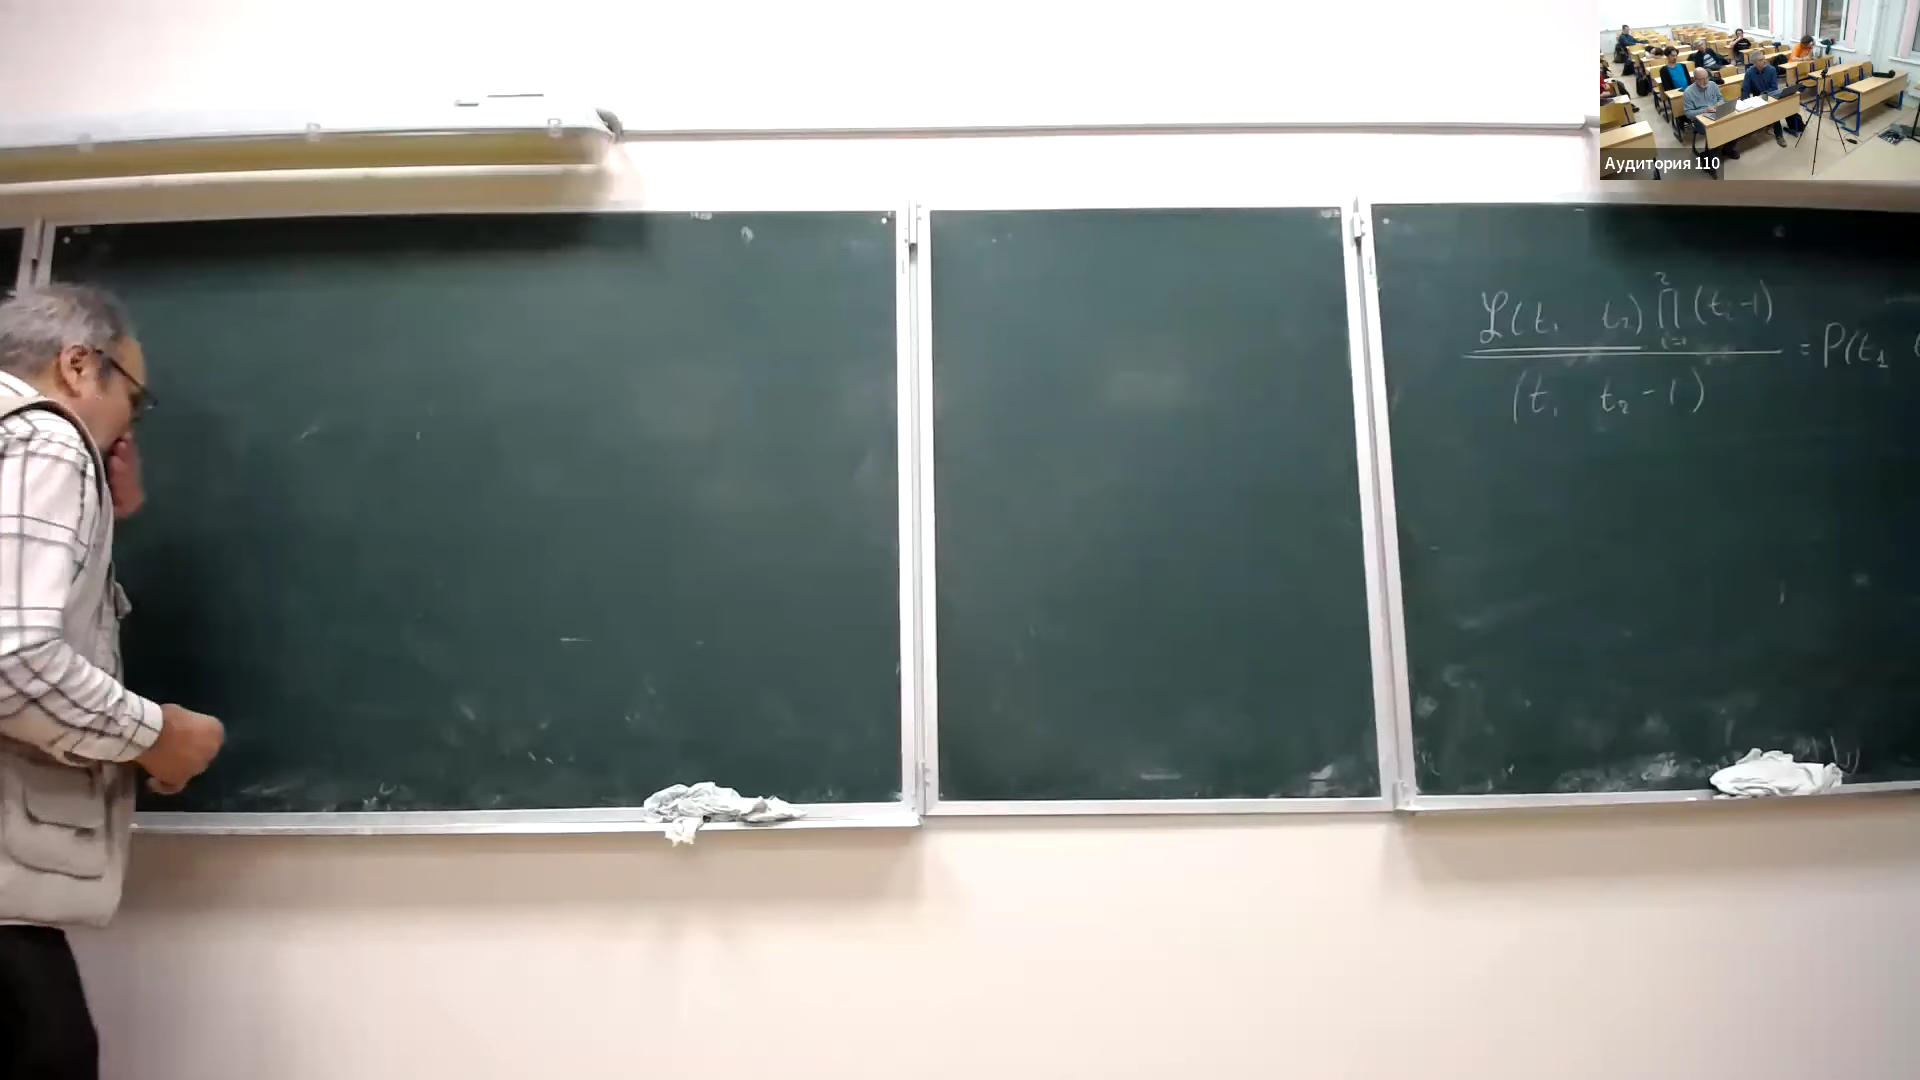 Аудитория 110
ℒ(t₁ t₂) ∏ᵢ₌₁² (tᵢ-1)
(t₁ t₂-1)
= P(t₁